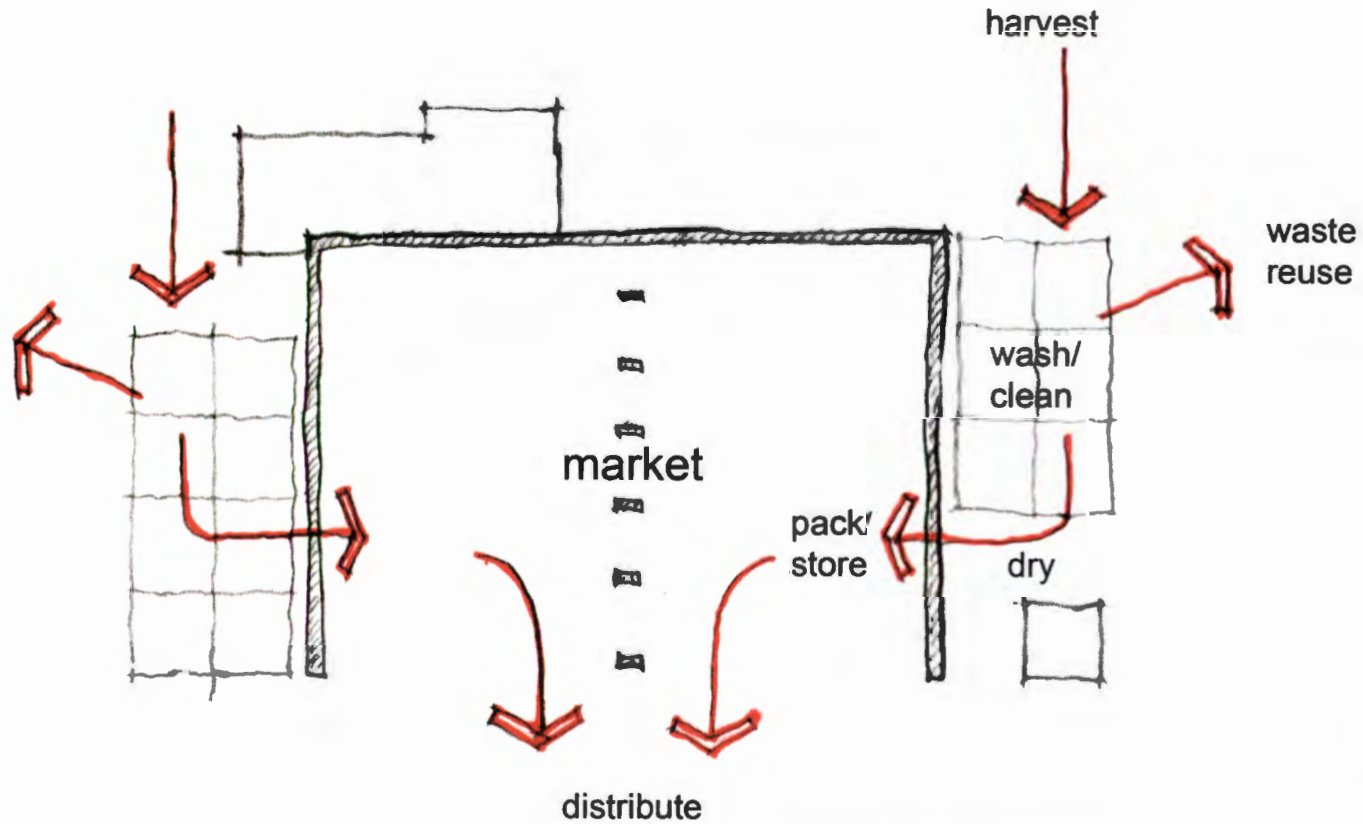 harvest
waste
reuse
wash/
clean
market
pack/
store
dry
distribute